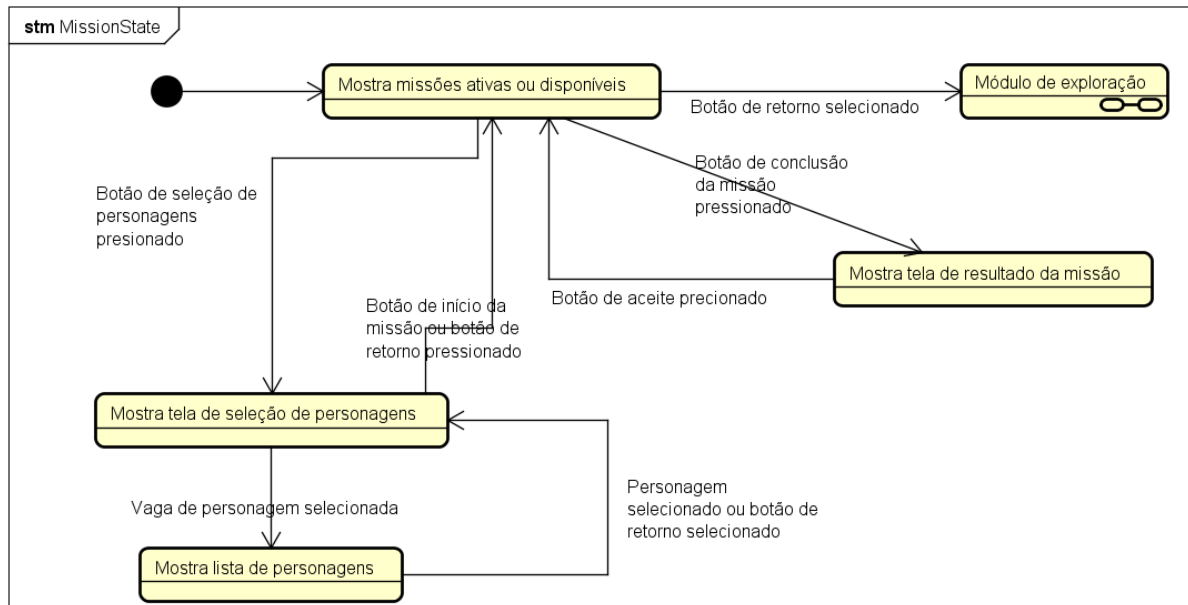 stm MissionState
Mostra missões ativas ou disponíveis
Módulo de exploração
Botão de retorno selecionado
Botão de conclusão
da missão
pressionado
Botão de seleção de
personagens
presionado
Mostra tela de resultado da missão
Botão de aceite precionado
Botão de início da
missão ou botão de
retorno pressionado
Mostra tela de seleção de personagens
Personagem
selecionado ou botão de
retorno selecionado
Vaga de personagem selecionada
Mostra lista de personagens